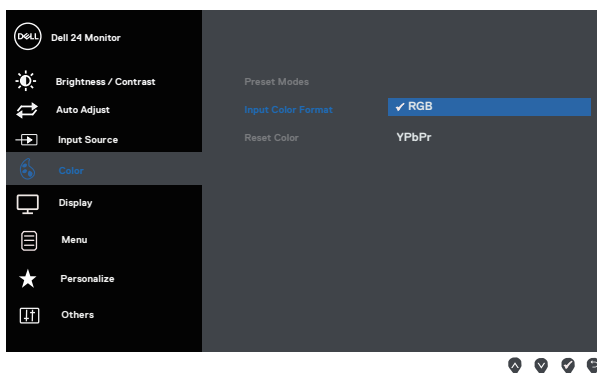 DELL Dell 24 Monitor
Brightness / Contrast
Auto Adjust
Input Source
Color
Display
Menu
Personalize
Others
Preset Modes
Input Color Format
Reset Color
✓ RGB
YPbPr